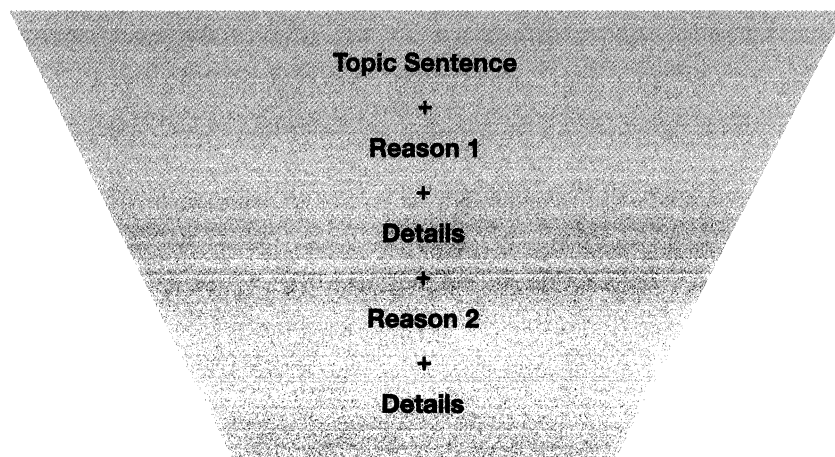 Topic Sentence
+
Reason 1
+
Details
+
Reason 2
+
Details